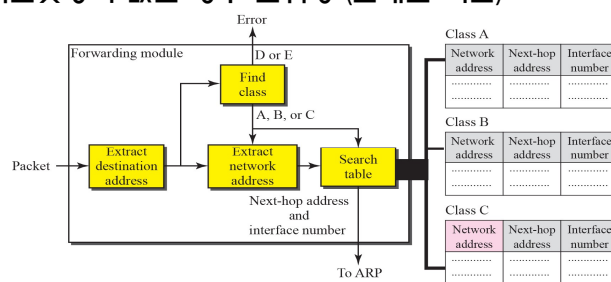 Error
Forwarding module
D or E
Find
class
A, B, or C
Packet
Extract
destination
address
Extract
network
address
Search
table
Next-hop address
and
interface number
To ARP
Class A
Network address
Next-hop address
Interface number
............ ............ ............
............ ............ ............
Class B
Network address
Next-hop address
Interface number
............ ............ ............
............ ............ ............
Class C
Network address
Next-hop address
Interface number
............ ............ ............
............ ............ ............